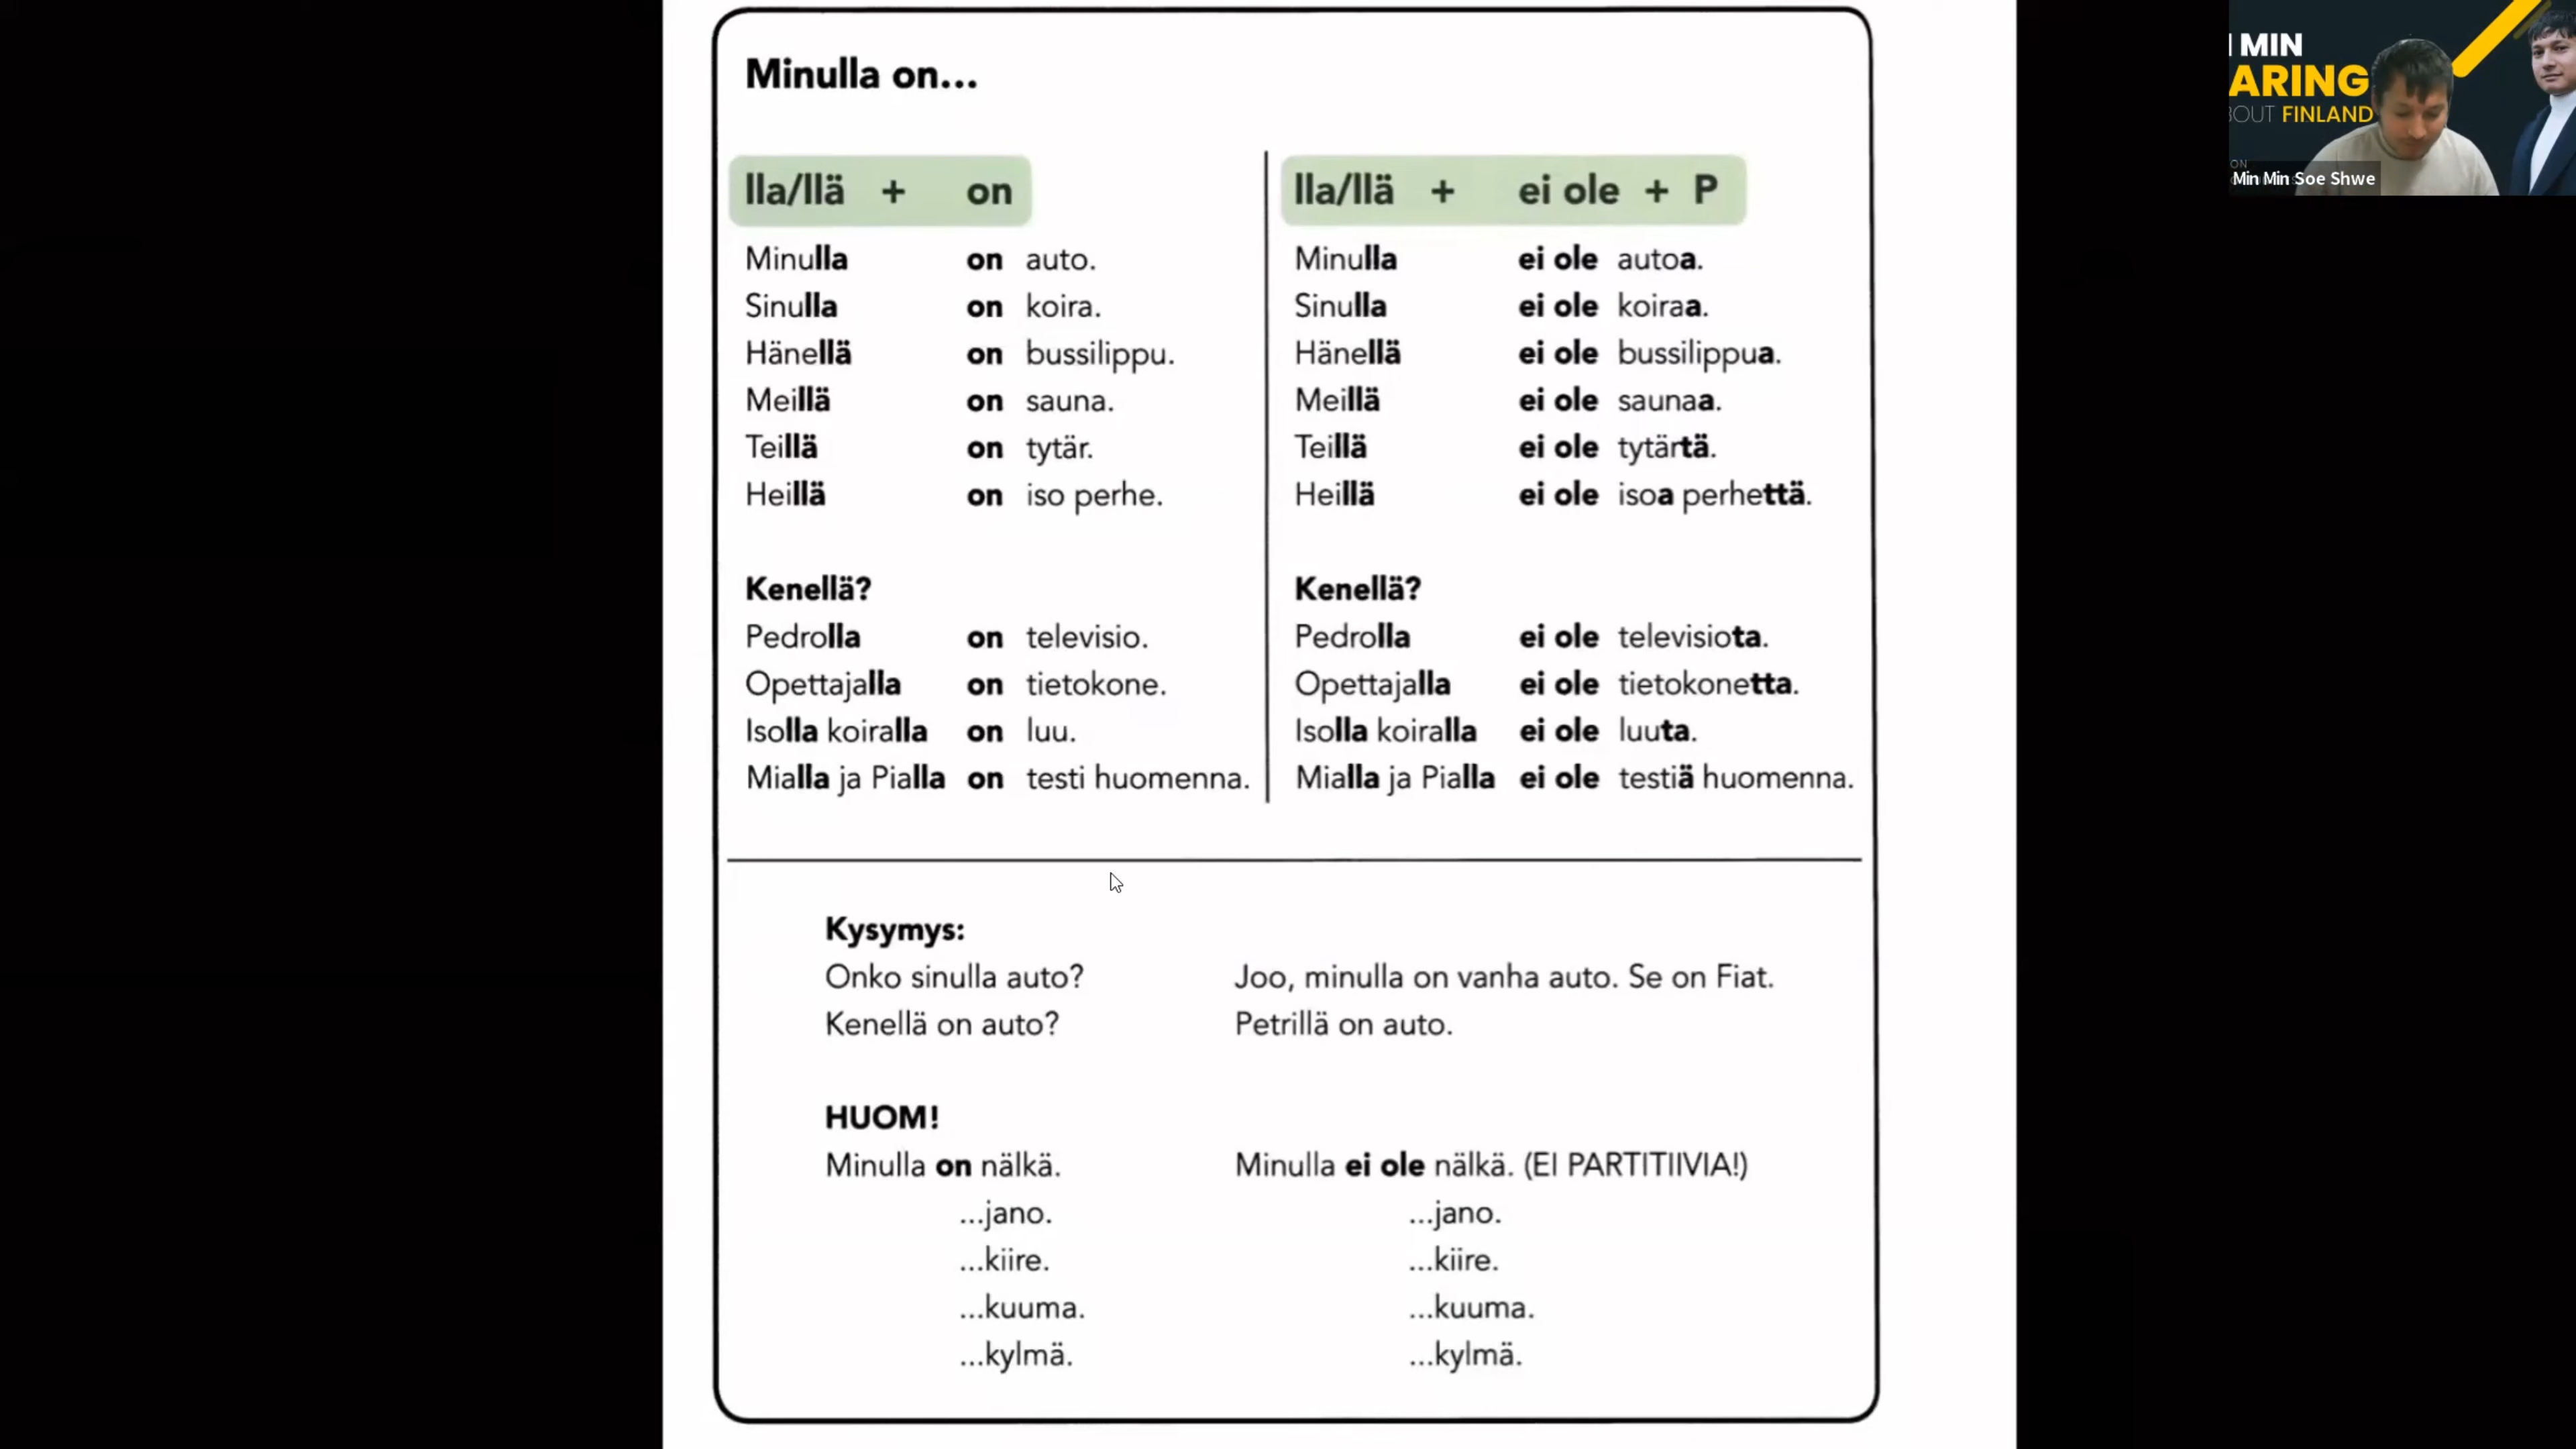 Minulla on...
lla/llä + on
Minulla on auto.
Sinulla on koira.
Hänellä on bussilippu.
Meillä on sauna.
Teillä on tytär.
Heillä on iso perhe.
Kenellä?
Pedrolla on televisio.
Opettajalla on tietokone.
Isolla koiralla on luu.
Mialla ja Pialla on testi huomenna.
lla/llä + ei ole + P
Minulla ei ole autoa.
Sinulla ei ole koiraa.
Hänellä ei ole bussilippua.
Meillä ei ole saunaa.
Teillä ei ole tytärtä.
Heillä ei ole isoa perhettä.
Kenellä?
Pedrolla ei ole televisiota.
Opettajalla ei ole tietokonetta.
Isolla koiralla ei ole luuta.
Mialla ja Pialla ei ole testiä huomenna.
Kysymys:
Onko sinulla auto? Joo, minulla on vanha auto. Se on Fiat.
Kenellä on auto? Petrillä on auto.
HUOM!
Minulla on nälkä. Minulla ei ole nälkä. (EI PARTITIIVIA!)
...jano. ...jano.
...kiire. ...kiire.
...kuuma. ...kuuma.
...kylmä. ...kylmä.
MIN
ARING
OUT FINLAND
ON
Min Min Soe Shwe